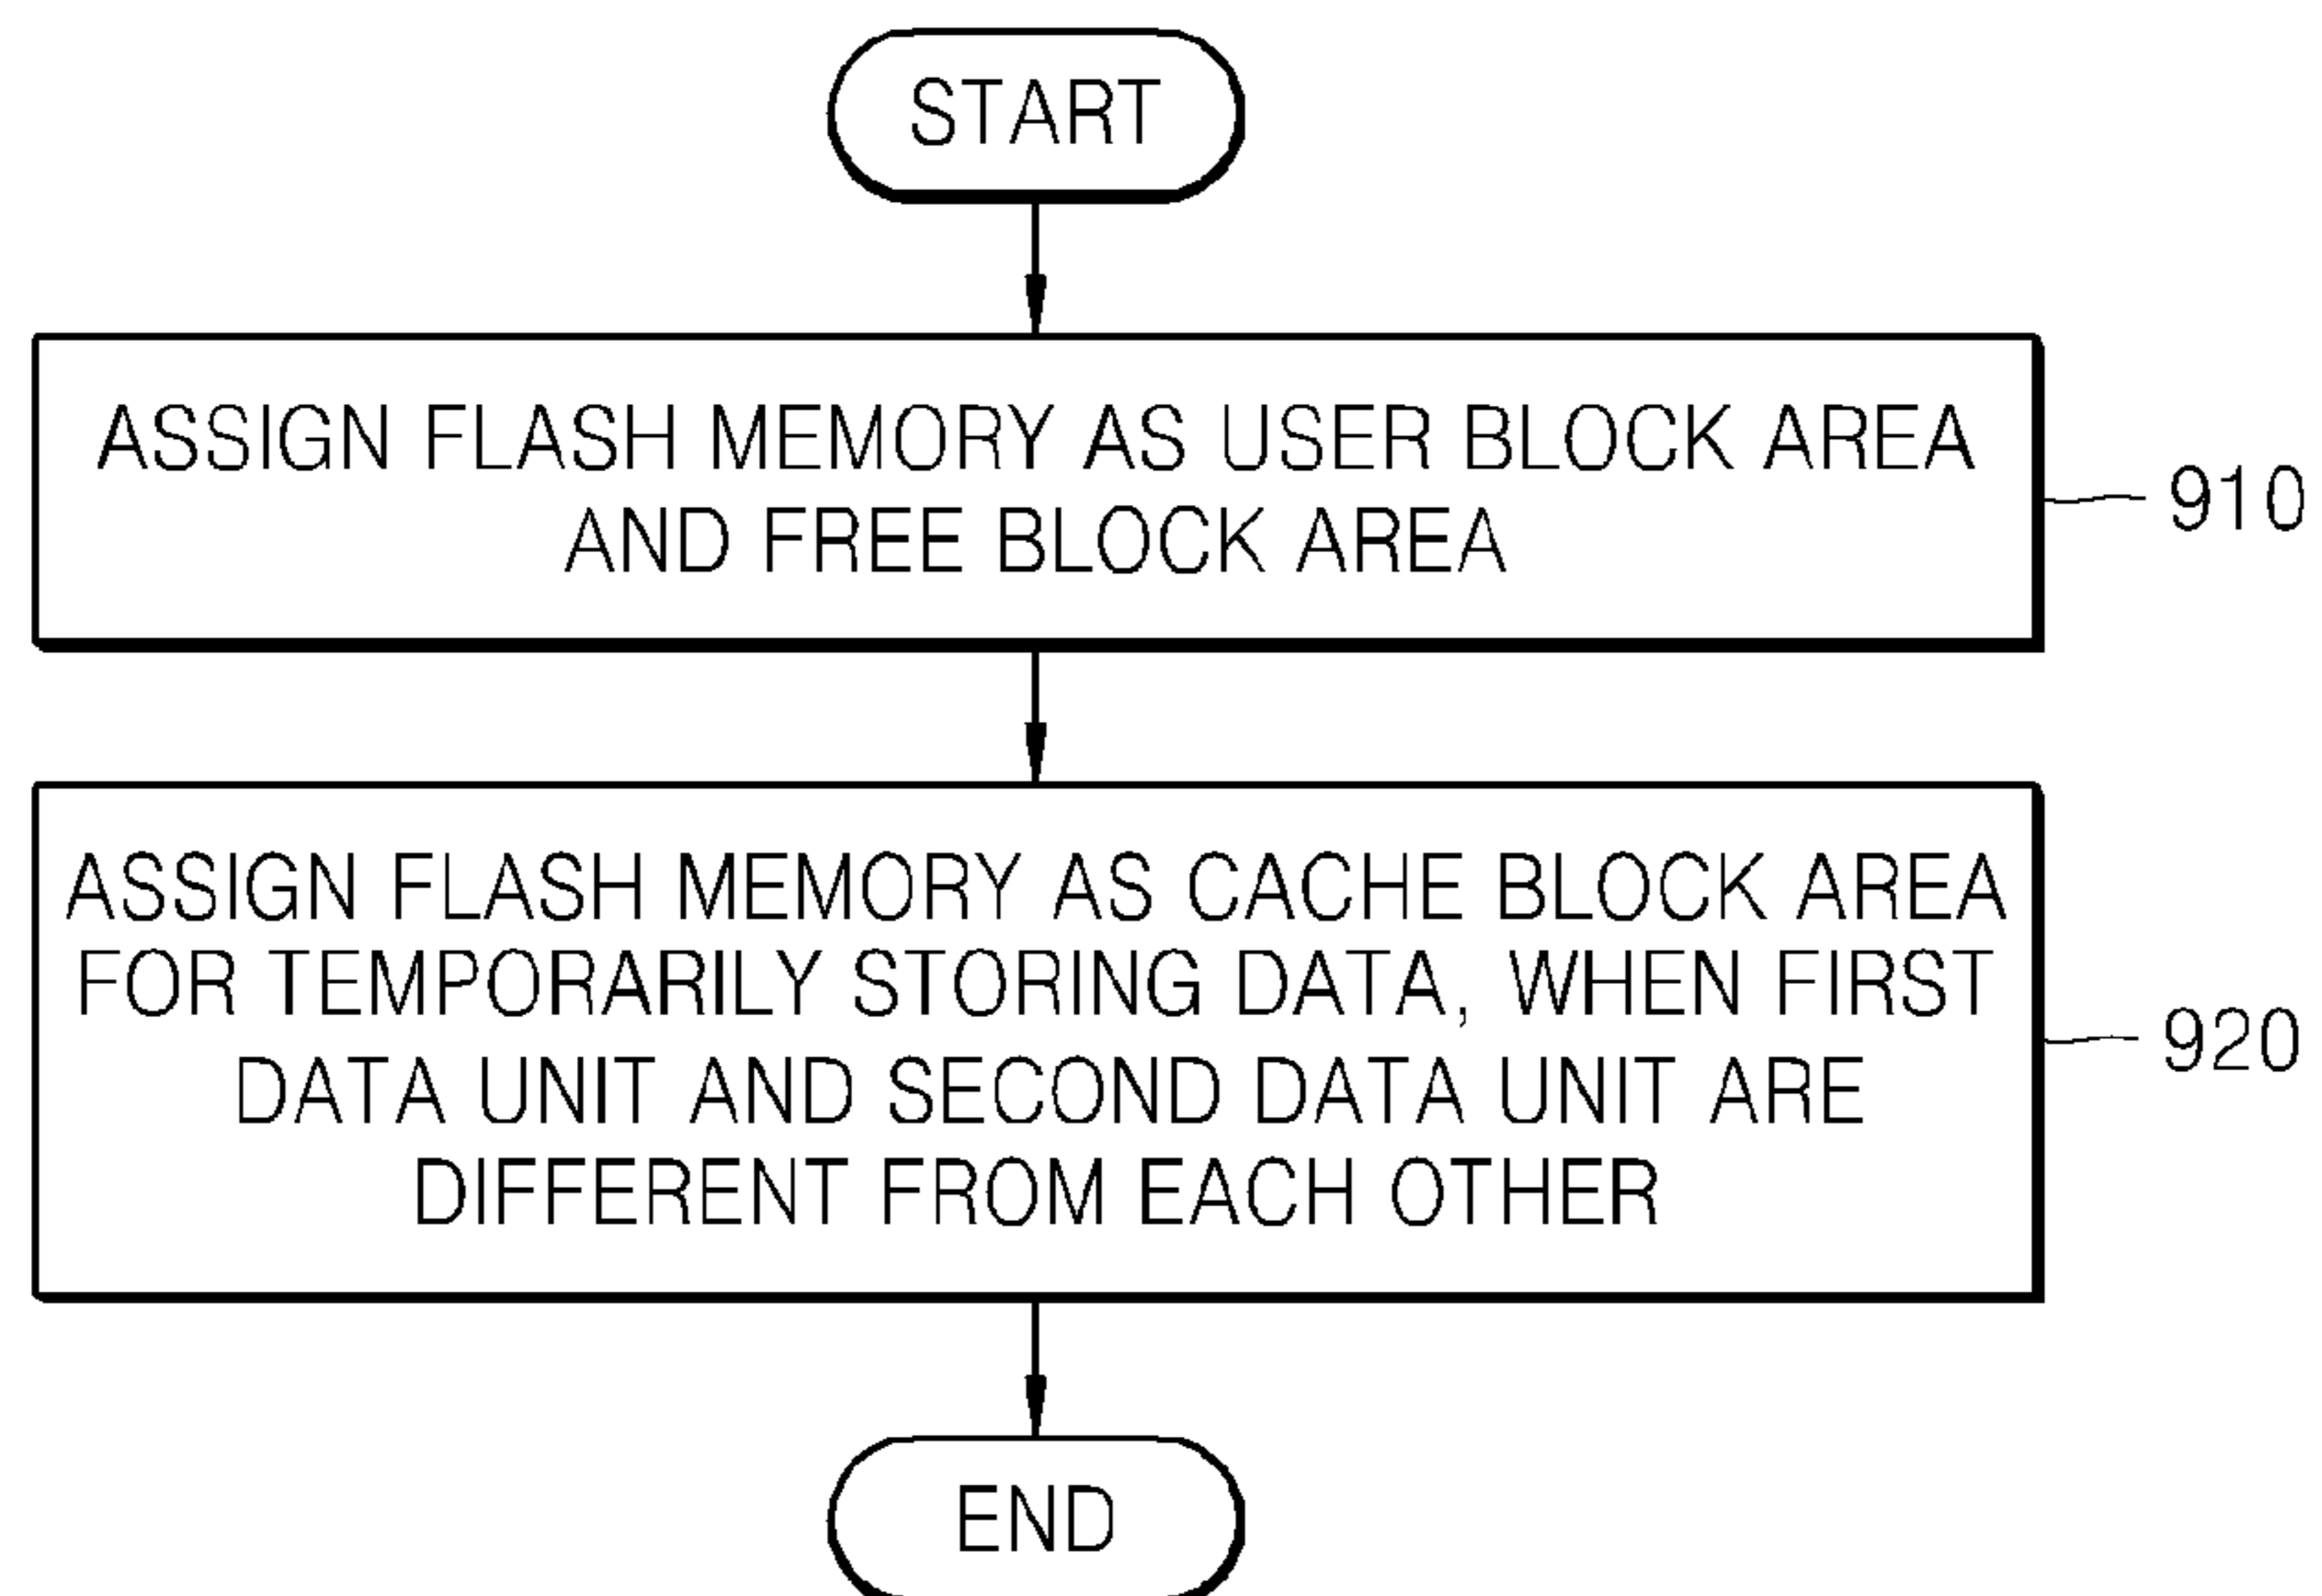 START
ASSIGN FLASH MEMORY AS USER BLOCK AREA
AND FREE BLOCK AREA
910
ASSIGN FLASH MEMORY AS CACHE BLOCK AREA
FOR TEMPORARILY STORING DATA, WHEN FIRST
DATA UNIT AND SECOND DATA UNIT ARE
DIFFERENT FROM EACH OTHER
920
END